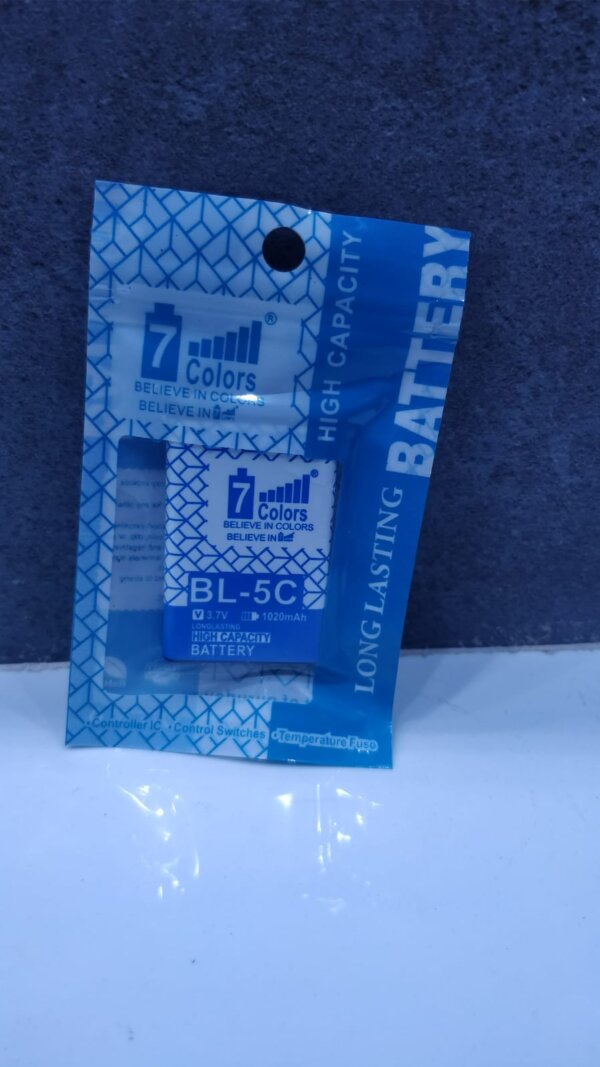 7
®
Colors
BELIEVE IN COLORS
BELIEVE IN
HIGH CAPACITY
LONG LASTING
BATTERY
7
®
Colors
BELIEVE IN COLORS
BELIEVE IN
BL-5C
V 3.7V 1020mAh
LONGLASTING
HIGH CAPACITY
BATTERY
•Controller IC •Control Switches •Temperature Fuse